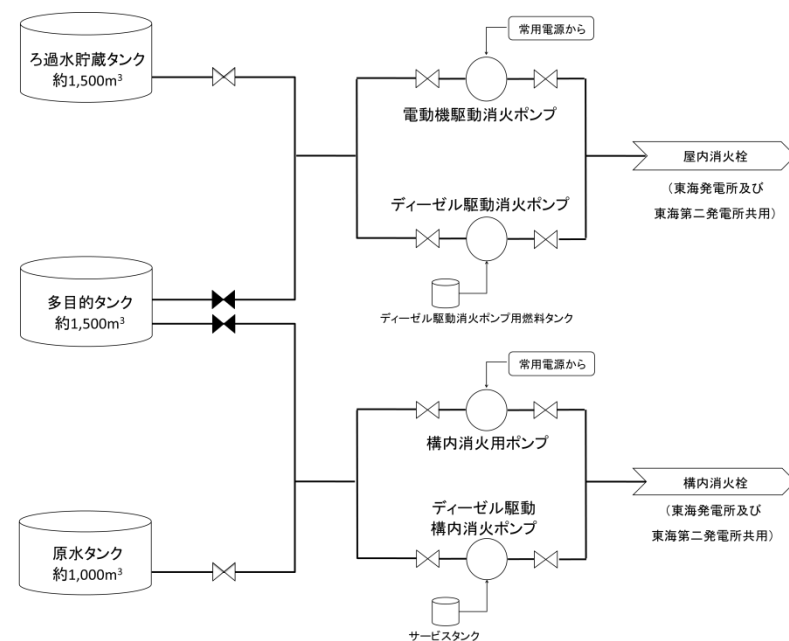 ろ過水貯蔵タンク
約1,500m³
常用電源から
電動機駆動消火ポンプ
屋内消火栓
（東海発電所及び
東海第二発電所共用）
ディーゼル駆動消火ポンプ
ディーゼル駆動消火ポンプ用燃料タンク
多目的タンク
約1,500m³
常用電源から
構内消火用ポンプ
構内消火栓
（東海発電所及び
東海第二発電所共用）
ディーゼル駆動
構内消火ポンプ
サービスタンク
原水タンク
約1,000m³